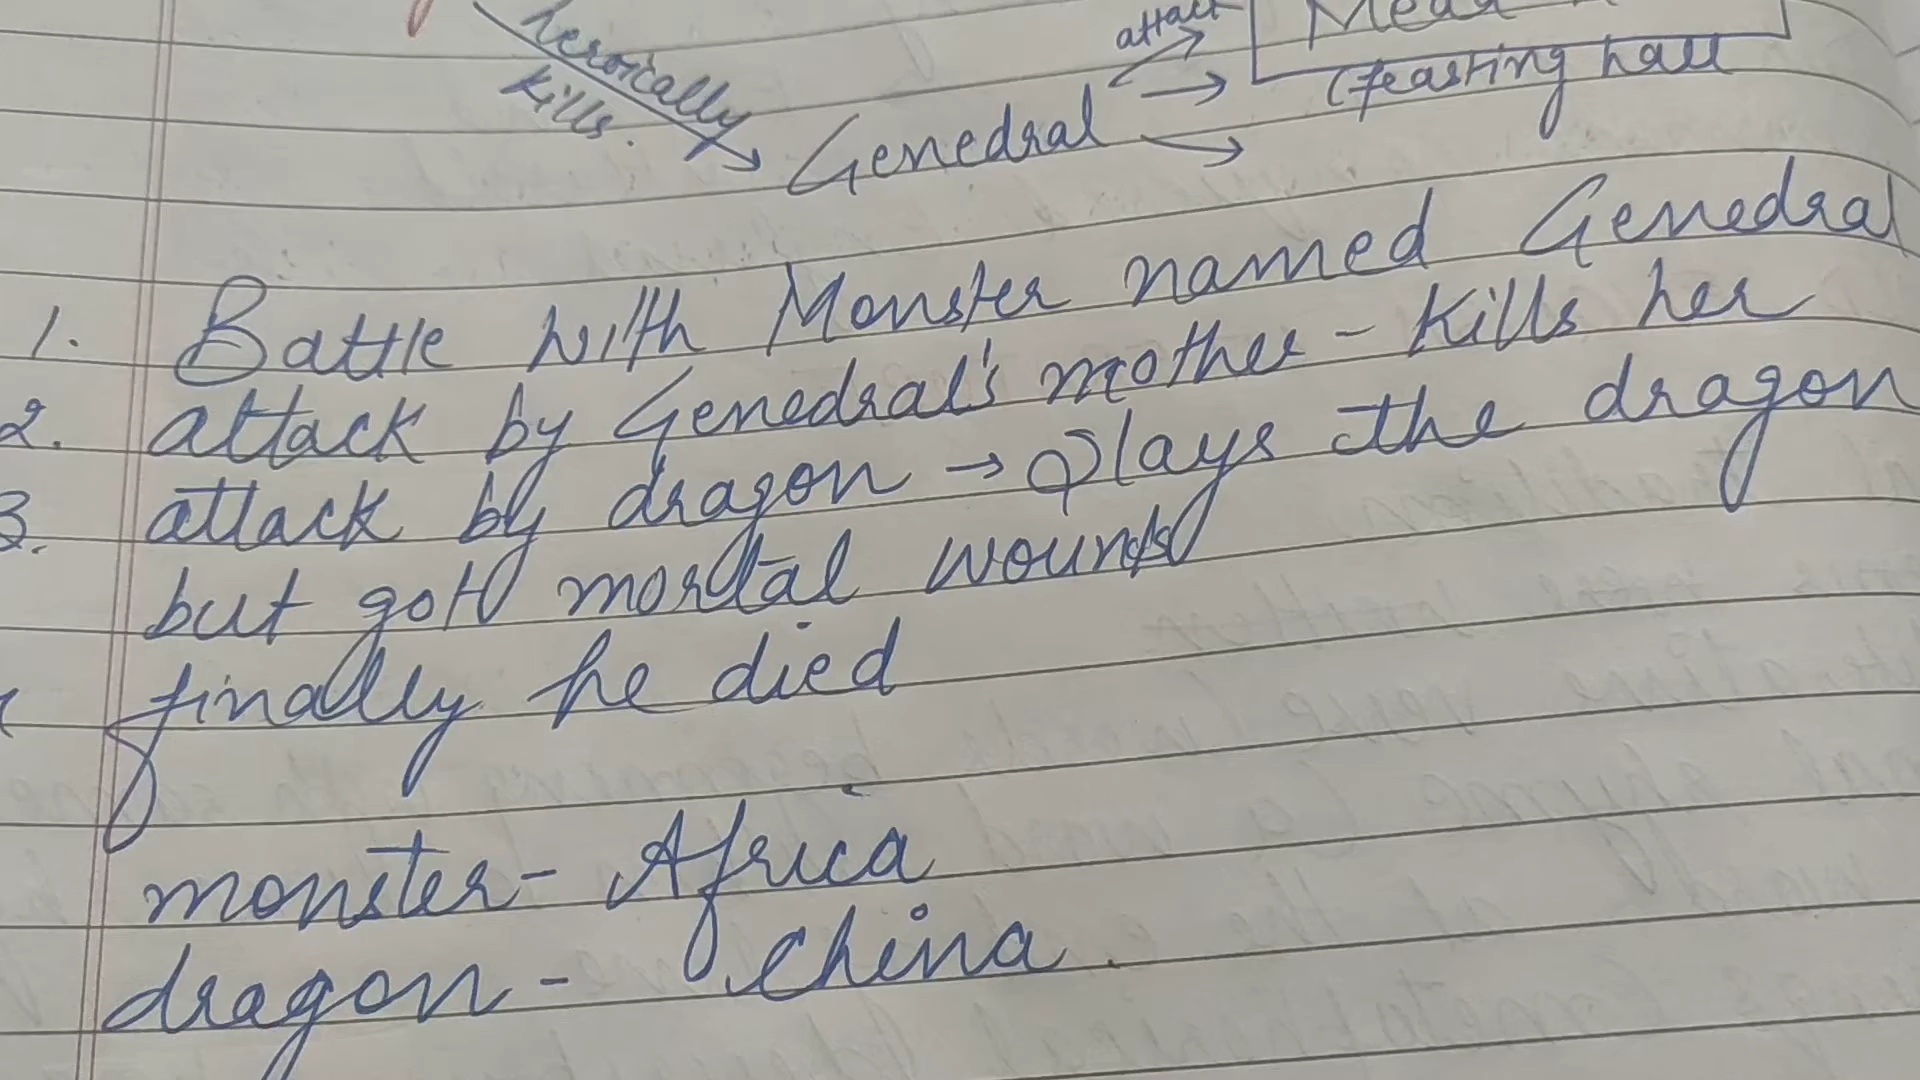 heroically
kills.
attack
Mead
(feasting hall
Genedral
1. Battle with Monster named Genedral
2. attack by Genedral's mother - kills her
3. attack by dragon → slays the dragon
but got mortal wounds
finally he died
monster - Africa
dragon - China.